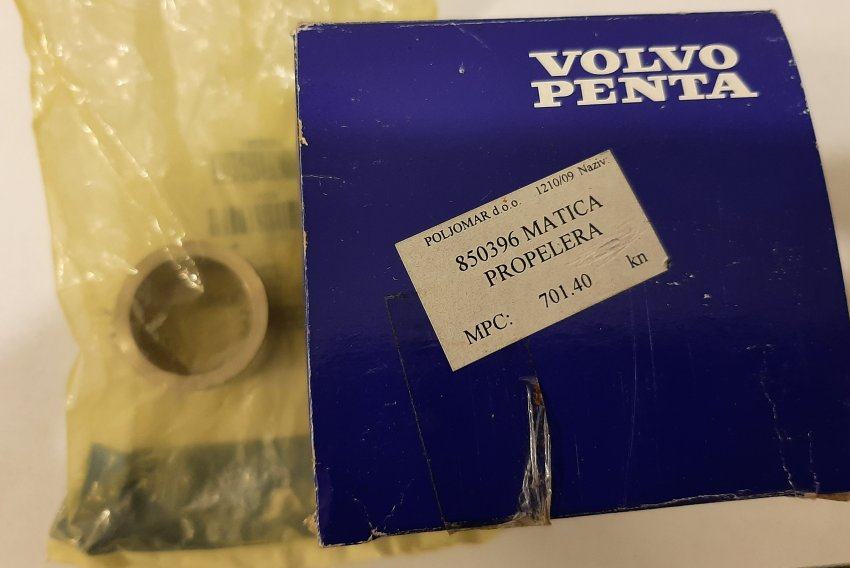 VOLVO
PENTA
POLJOMAR d.o.o. 1210/09 Naziv:
850396 MATICA
PROPELERA
MPC: 701.40 kn